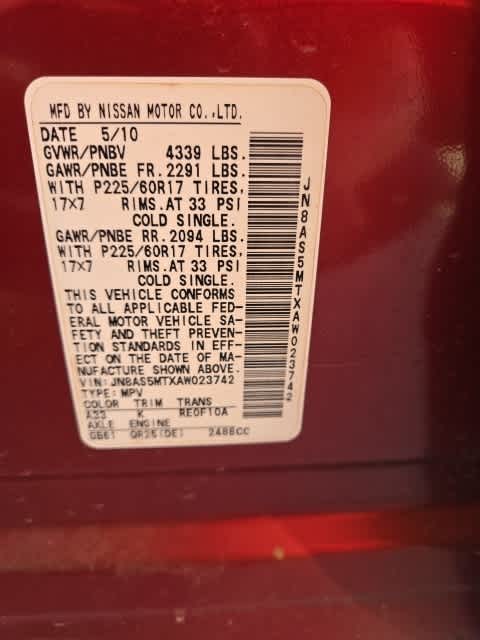 MFD BY NISSAN MOTOR CO.,LTD.
DATE 5/10
GVWR/PNBV 4339 LBS.
GAWR/PNBE FR.2291 LBS.
WITH P225/60R17 TIRES,
17X7 RIMS.AT 33 PSI
COLD SINGLE.
GAWR/PNBE RR.2094 LBS.
WITH P225/60R17 TIRES,
17X7 RIMS.AT 33 PSI
COLD SINGLE.
THIS VEHICLE CONFORMS
TO ALL APPLICABLE FED-
ERAL MOTOR VEHICLE SA-
FETY AND THEFT PREVEN-
TION STANDARDS IN EFF-
ECT ON THE DATE OF MA-
NUFACTURE SHOWN ABOVE.
VIN:JN8AS5MTXAW023742
TYPE:MPV
COLOR TRIM TRANS
A33 K RE0F10A
AXLE ENGINE
GB61 QR25(DE) 2488CC
JN8AS5MTXAW023742